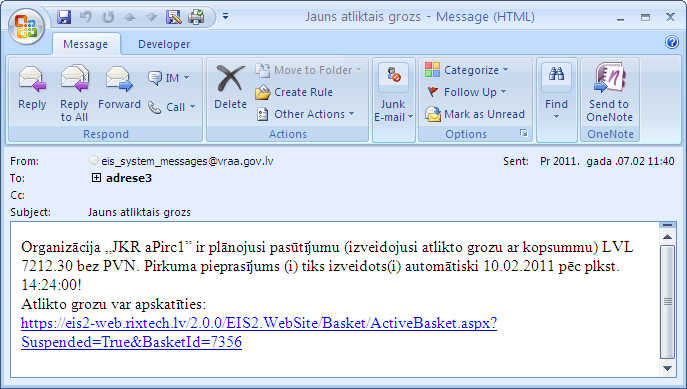 Jauns atliktais grozs - Message (HTML)
Message Developer
Reply
Reply to All
Forward
IM
Call
Respond
Delete
Move to Folder
Create Rule
Other Actions
Actions
Junk E-mail
Categorize
Follow Up
Mark as Unread
Options
Find
Send to OneNote
OneNote
From: eis_system_messages@vraa.gov.lv Sent: Pr 2011. gada .07.02 11:40
To: adrese3
Cc:
Subject: Jauns atliktais grozs
Organizācija „JKR aPirc1” ir plānojusi pasūtījumu (izveidojusi atlikto grozu ar kopsummu) LVL
7212.30 bez PVN. Pirkuma pieprasījums (i) tiks izveidots(i) automātiski 10.02.2011 pēc plkst.
14:24:00!
Atlikto grozu var apskatīties:
https://eis2-web.rixtech.lv/2.0.0/EIS2.WebSite/Basket/ActiveBasket.aspx?
Suspended=True&BasketId=7356